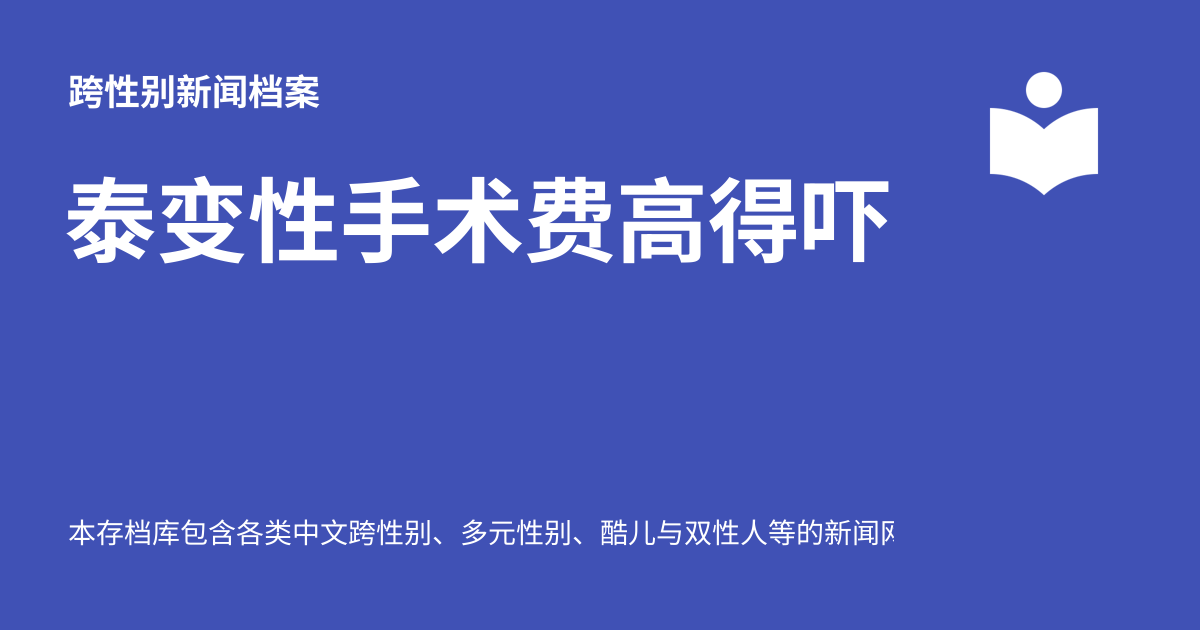 跨性别新闻档案
泰变性手术费高得吓
本存档库包含各类中文跨性别、多元性别、酷儿与双性人等的新闻网